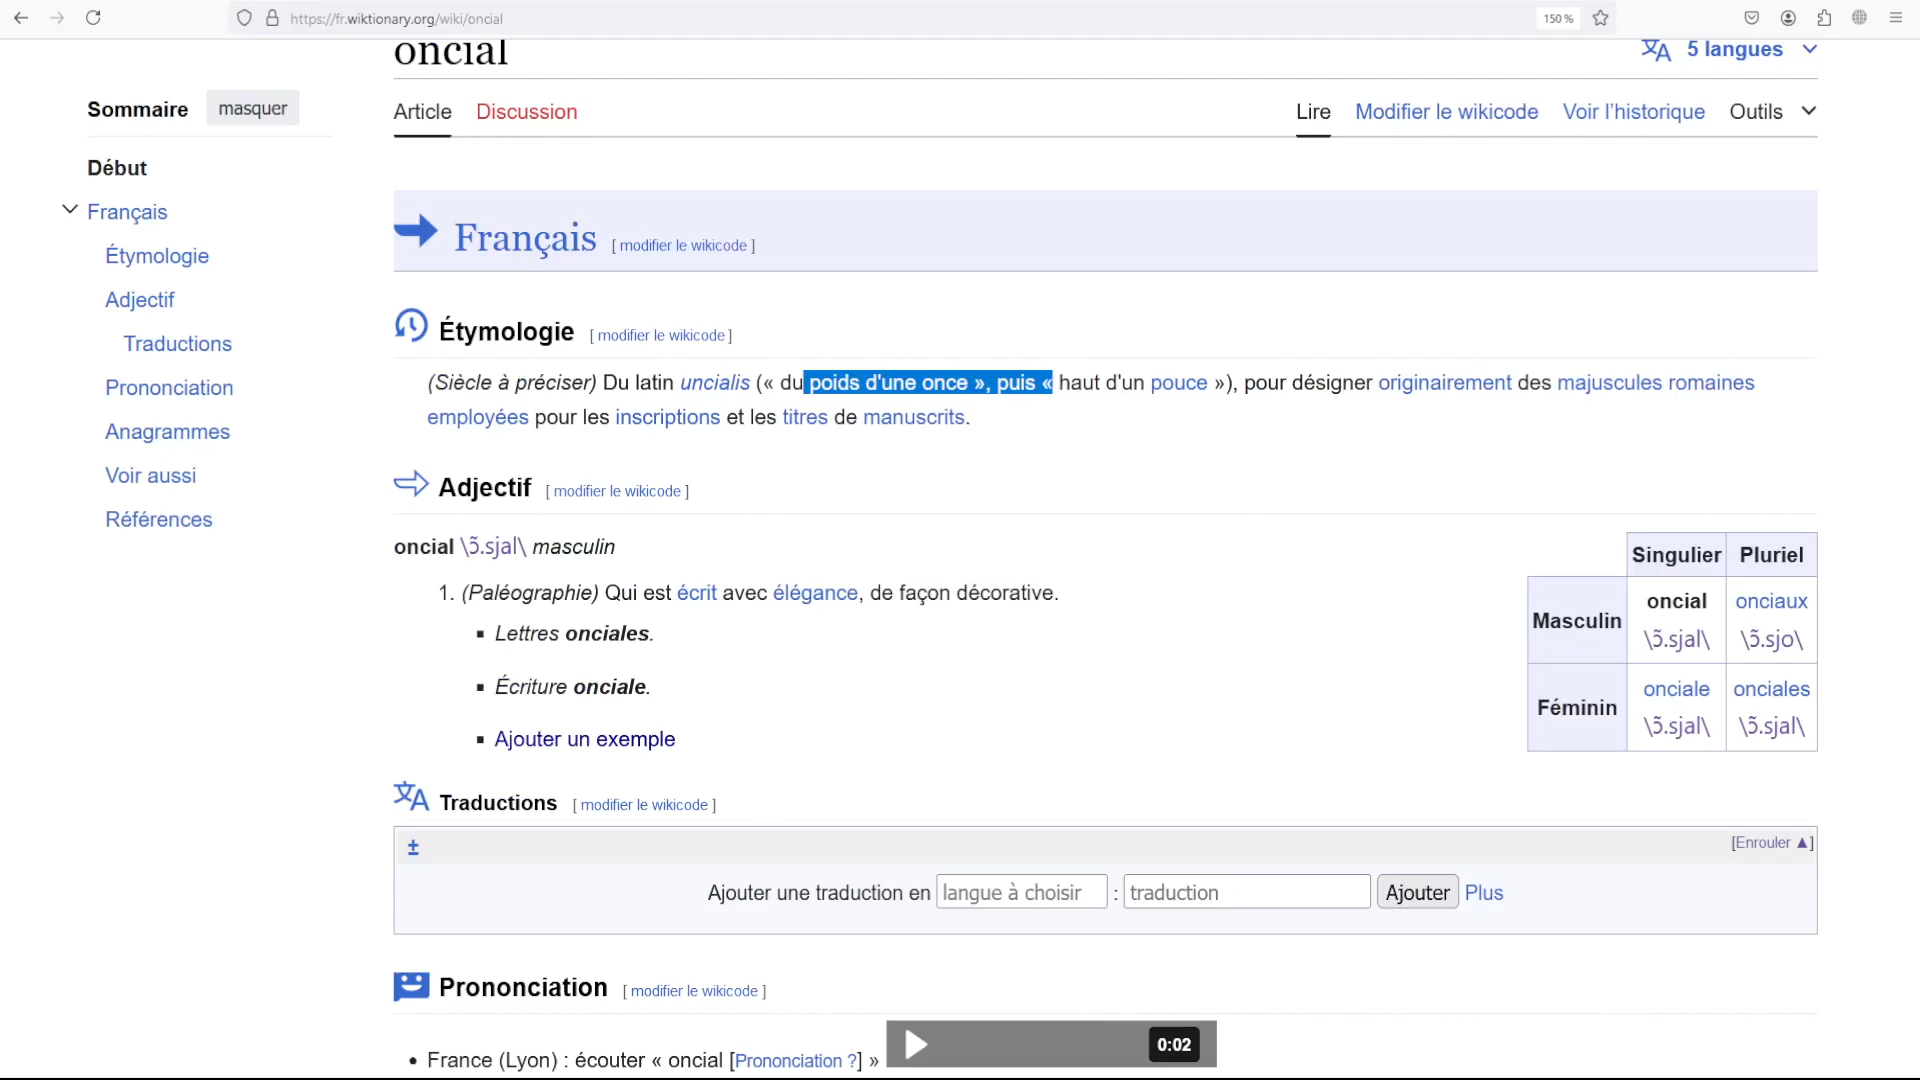 https://fr.wiktionary.org/wiki/oncial
150 %
oncial
5 langues
Sommaire masquer
Article Discussion
Lire Modifier le wikicode Voir l’historique Outils
Début
Français
Étymologie
Adjectif
Traductions
Prononciation
Anagrammes
Voir aussi
Références
Français [ modifier le wikicode ]
Étymologie [ modifier le wikicode ]
(Siècle à préciser) Du latin uncialis (« du poids d'une once », puis « haut d'un pouce »), pour désigner originairement des majuscules romaines
employées pour les inscriptions et les titres de manuscrits.
Adjectif [ modifier le wikicode ]
oncial \ɔ̃.sjal\ masculin
1. (Paléographie) Qui est écrit avec élégance, de façon décorative.
▪ Lettres onciales.
▪ Écriture onciale.
▪ Ajouter un exemple
Singulier Pluriel
Masculin
oncial onciaux
\ɔ̃.sjal\ \ɔ̃.sjo\
Féminin
onciale onciales
\ɔ̃.sjal\ \ɔ̃.sjal\
Traductions [ modifier le wikicode ]
± [Enrouler ▲]
Ajouter une traduction en langue à choisir : traduction Ajouter Plus
Prononciation [ modifier le wikicode ]
• France (Lyon) : écouter « oncial [Prononciation ?] » 0:02